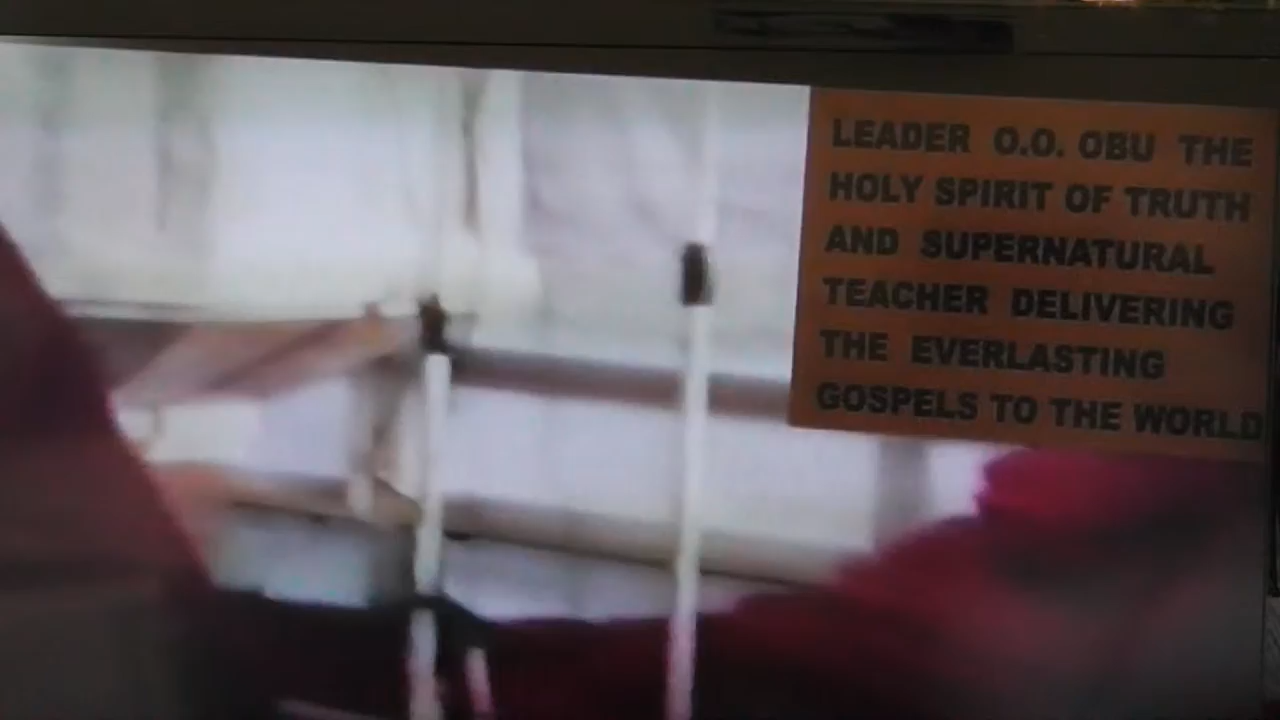 LEADER O.O. OBU THE
HOLY SPIRIT OF TRUTH
AND SUPERNATURAL
TEACHER DELIVERING
THE EVERLASTING
GOSPELS TO THE WORLD